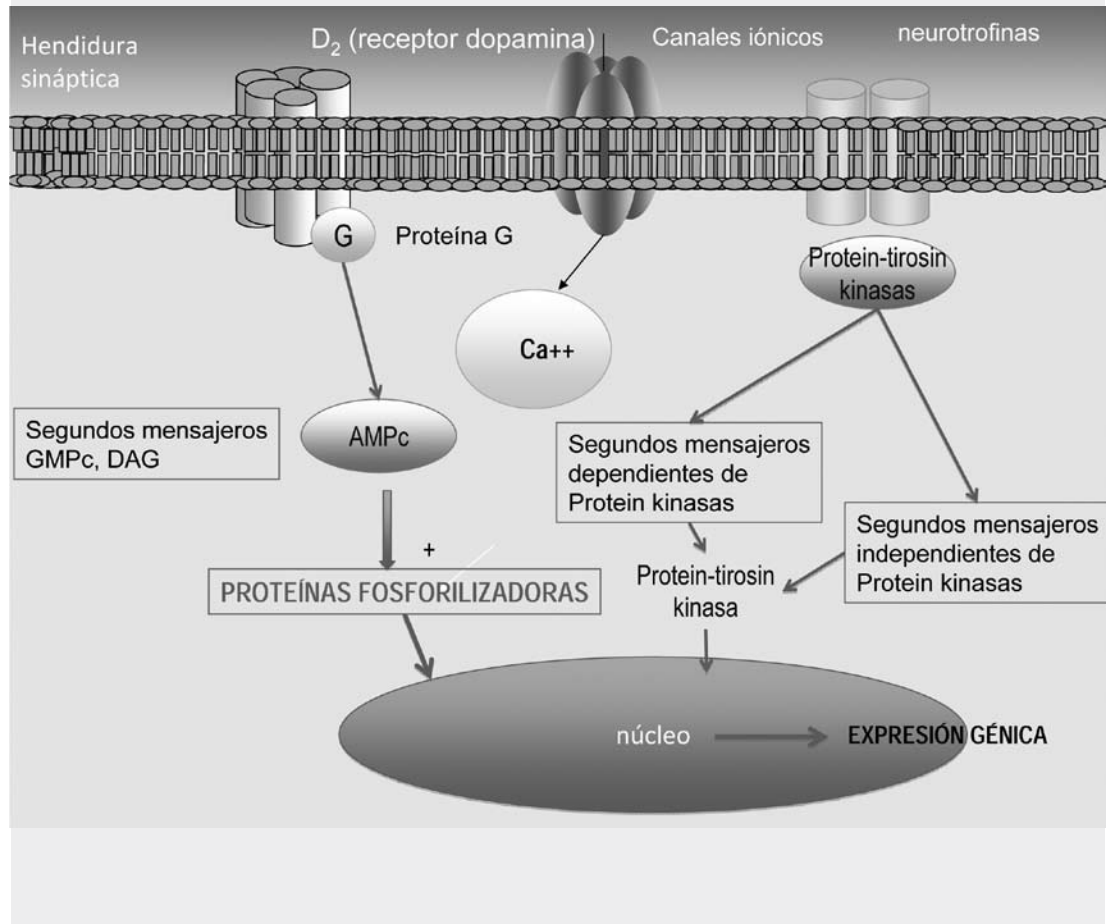 Hendidura
sináptica
D2 (receptor dopamina)
Canales iónicos
neurotrofinas
G
Proteína G
Protein-tirosin
kinasas
Ca++
Segundos mensajeros
GMPc, DAG
AMPc
Segundos mensajeros
dependientes de
Protein kinasas
Segundos mensajeros
independientes de
Protein kinasas
+
PROTEÍNAS FOSFORILIZADORAS
Protein-tirosin
kinasa
núcleo
EXPRESIÓN GÉNICA